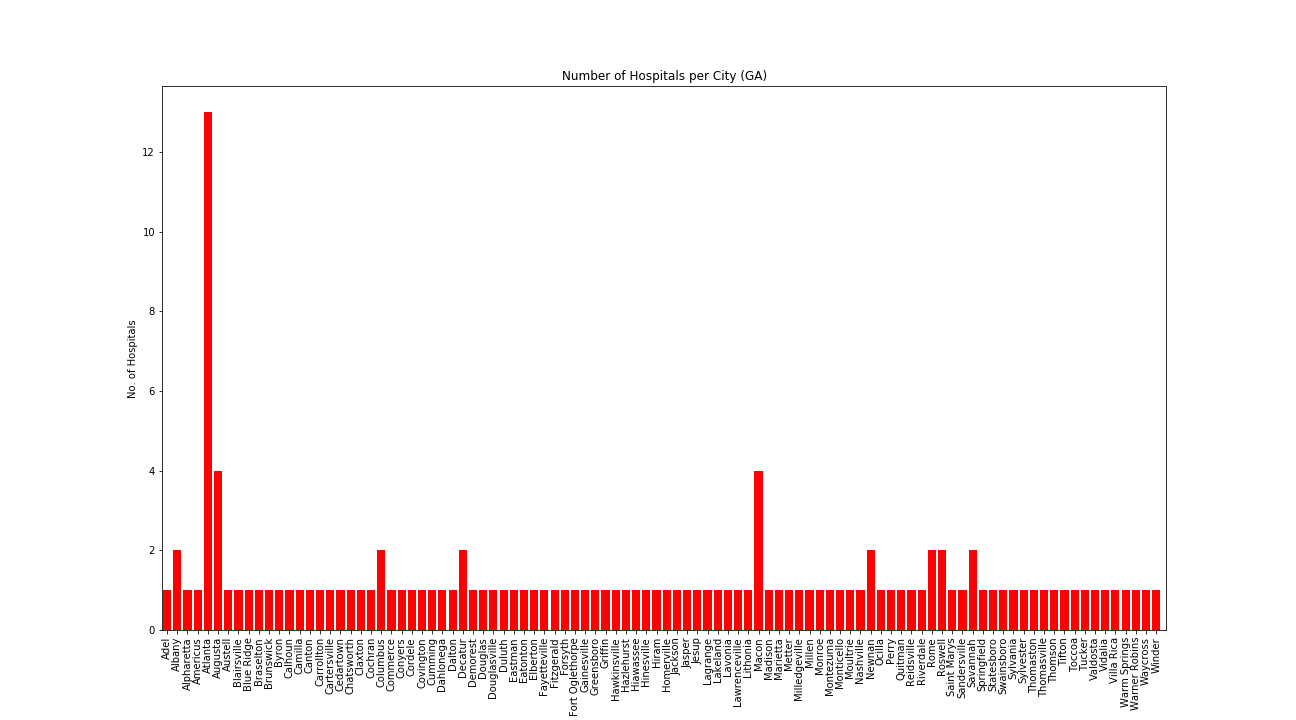 Number of Hospitals per City (GA)
No. of Hospitals
12
10
8
6
4
2
0
Adel
Albany
Alpharetta
Americus
Atlanta
Augusta
Austell
Blairsville
Blue Ridge
Braselton
Brunswick
Byron
Calhoun
Camilla
Canton
Carrollton
Cartersville
Cedartown
Chatsworth
Claxton
Cochran
Columbus
Commerce
Conyers
Cordele
Covington
Cumming
Dahlonega
Dalton
Decatur
Demorest
Douglas
Douglasville
Duluth
Eastman
Eatonton
Elberton
Fayetteville
Fitzgerald
Forsyth
Fort Oglethorpe
Gainesville
Greensboro
Griffin
Hawkinsville
Hazlehurst
Hiawassee
Hinesville
Hiram
Homerville
Jackson
Jasper
Jesup
Lagrange
Lakeland
Lavonia
Lawrenceville
Lithonia
Macon
Madison
Marietta
Metter
Milledgeville
Millen
Monroe
Montezuma
Monticello
Moultrie
Nashville
Newnan
Ocilla
Perry
Quitman
Reidsville
Riverdale
Rome
Roswell
Saint Marys
Sandersville
Savannah
Springfield
Statesboro
Swainsboro
Sylvania
Sylvester
Thomaston
Thomasville
Thomson
Tifton
Toccoa
Tucker
Valdosta
Vidalia
Villa Rica
Warm Springs
Warner Robins
Waycross
Winder